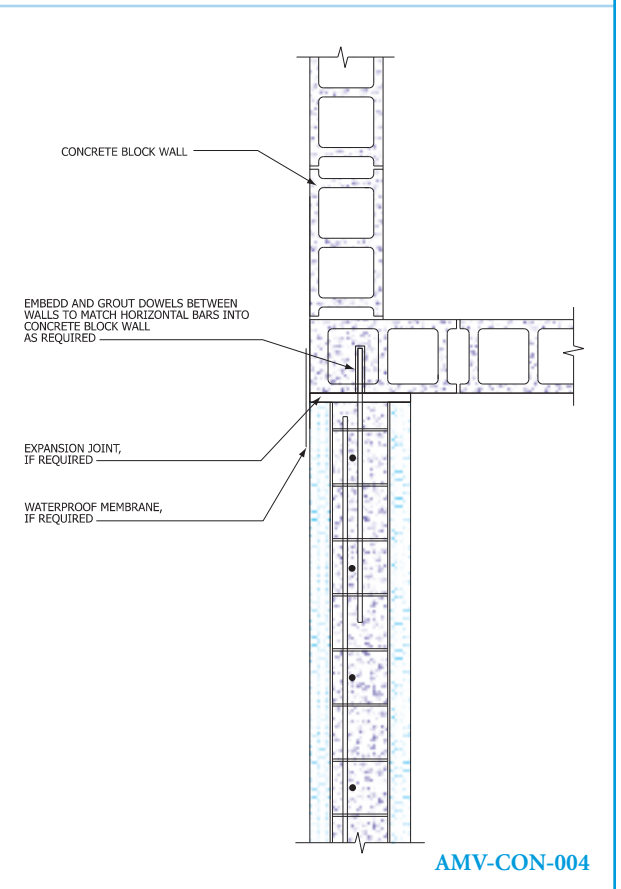 CONCRETE BLOCK WALL
EMBEDD AND GROUT DOWELS BETWEEN
WALLS TO MATCH HORIZONTAL BARS INTO
CONCRETE BLOCK WALL
AS REQUIRED
EXPANSION JOINT,
IF REQUIRED
WATERPROOF MEMBRANE,
IF REQUIRED
AMV-CON-004